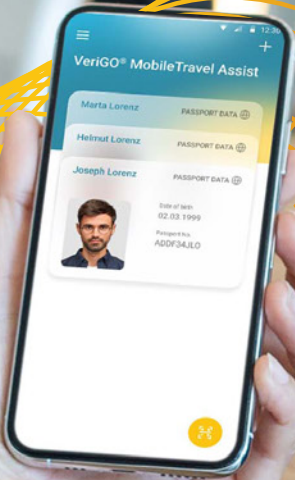 12:36
VeriGO® MobileTravel Assist
Marta Lorenz PASSPORT DATA
Helmut Lorenz PASSPORT DATA
Joseph Lorenz PASSPORT DATA
Date of birth
02.03.1999
Passport No.
ADDF34JLO